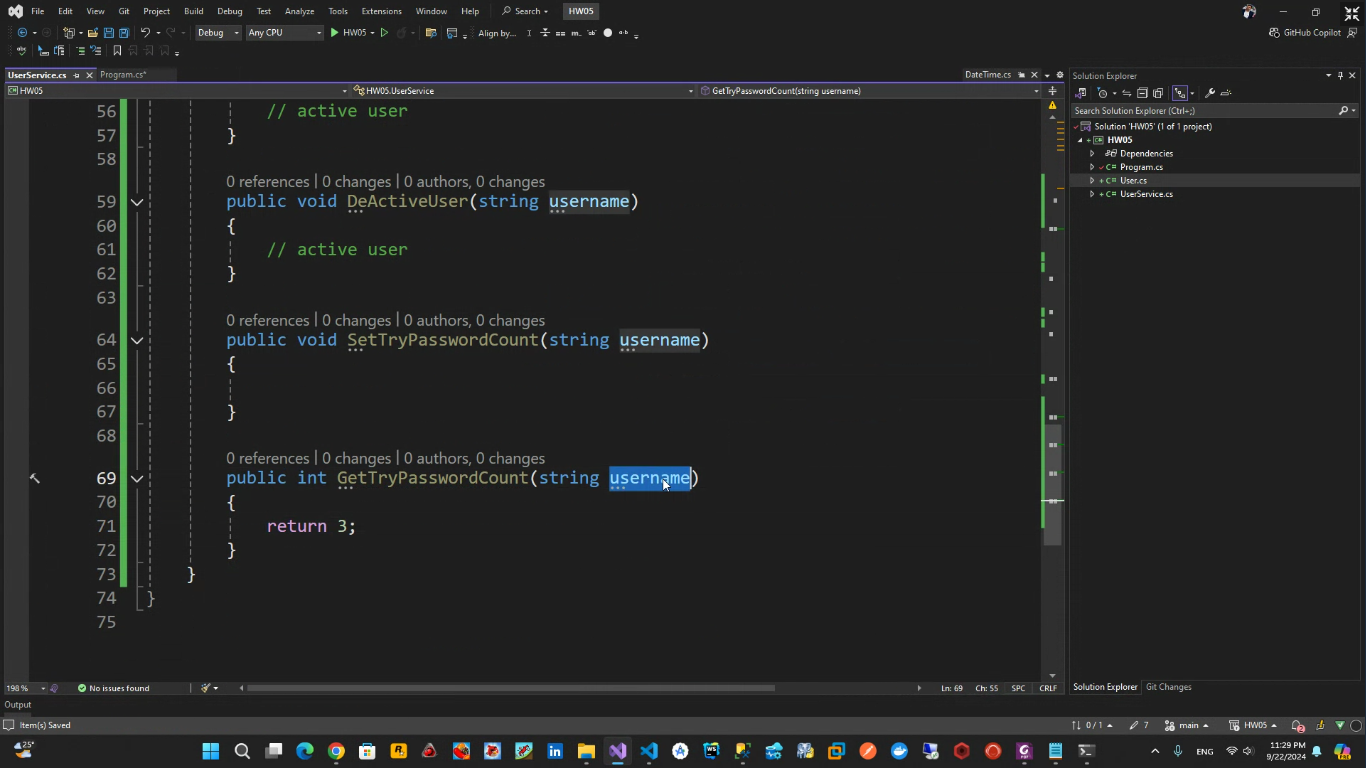 File Edit View Git Project Build Debug Test Analyze Tools Extensions Window Help Search HW05
Debug Any CPU HW05 Align by... GitHub Copilot
UserService.cs Program.cs* DateTime.cs Solution Explorer
HW05 HW05.UserService GetTryPasswordCount(string username)
Search Solution Explorer (Ctrl+;)
Solution 'HW05' (1 of 1 project)
HW05
Dependencies
C# Program.cs
C# User.cs
C# UserService.cs
56 // active user
57 }
58
0 references | 0 changes | 0 authors, 0 changes
59 public void DeActiveUser(string username)
60 {
61 // active user
62 }
63
0 references | 0 changes | 0 authors, 0 changes
64 public void SetTryPasswordCount(string username)
65 {
66
67 }
68
0 references | 0 changes | 0 authors, 0 changes
69 public int GetTryPasswordCount(string username)
70 {
71 return 3;
72 }
73 }
74 }
75
198 % No issues found Ln: 69 Ch: 55 SPC CRLF
Solution Explorer Git Changes
Output
Item(s) Saved 0 / 1 7 main HW05 2
25° ENG 11:29 PM
9/22/2024